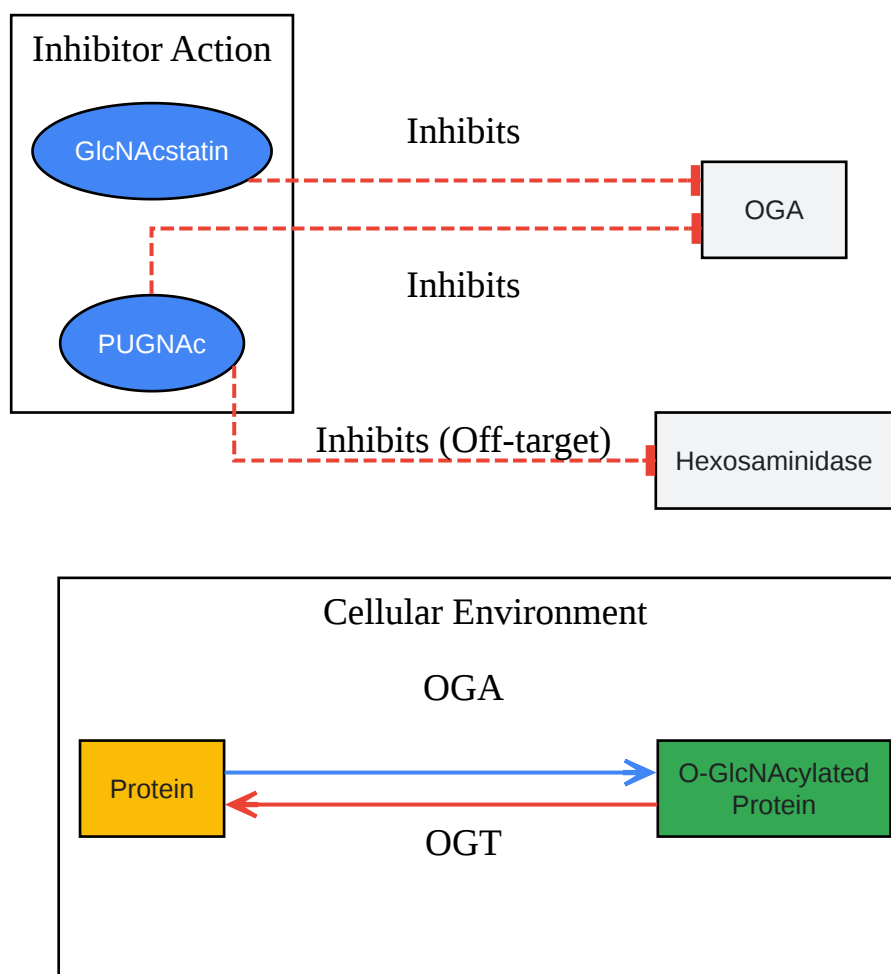 Inhibitor Action
GlcNAcstatin
Inhibits
OGA
Inhibits
PUGNAc
Inhibits (Off-target)
Hexosaminidase
Cellular Environment
OGA
Protein
O-GlcNAcylated
Protein
OGT